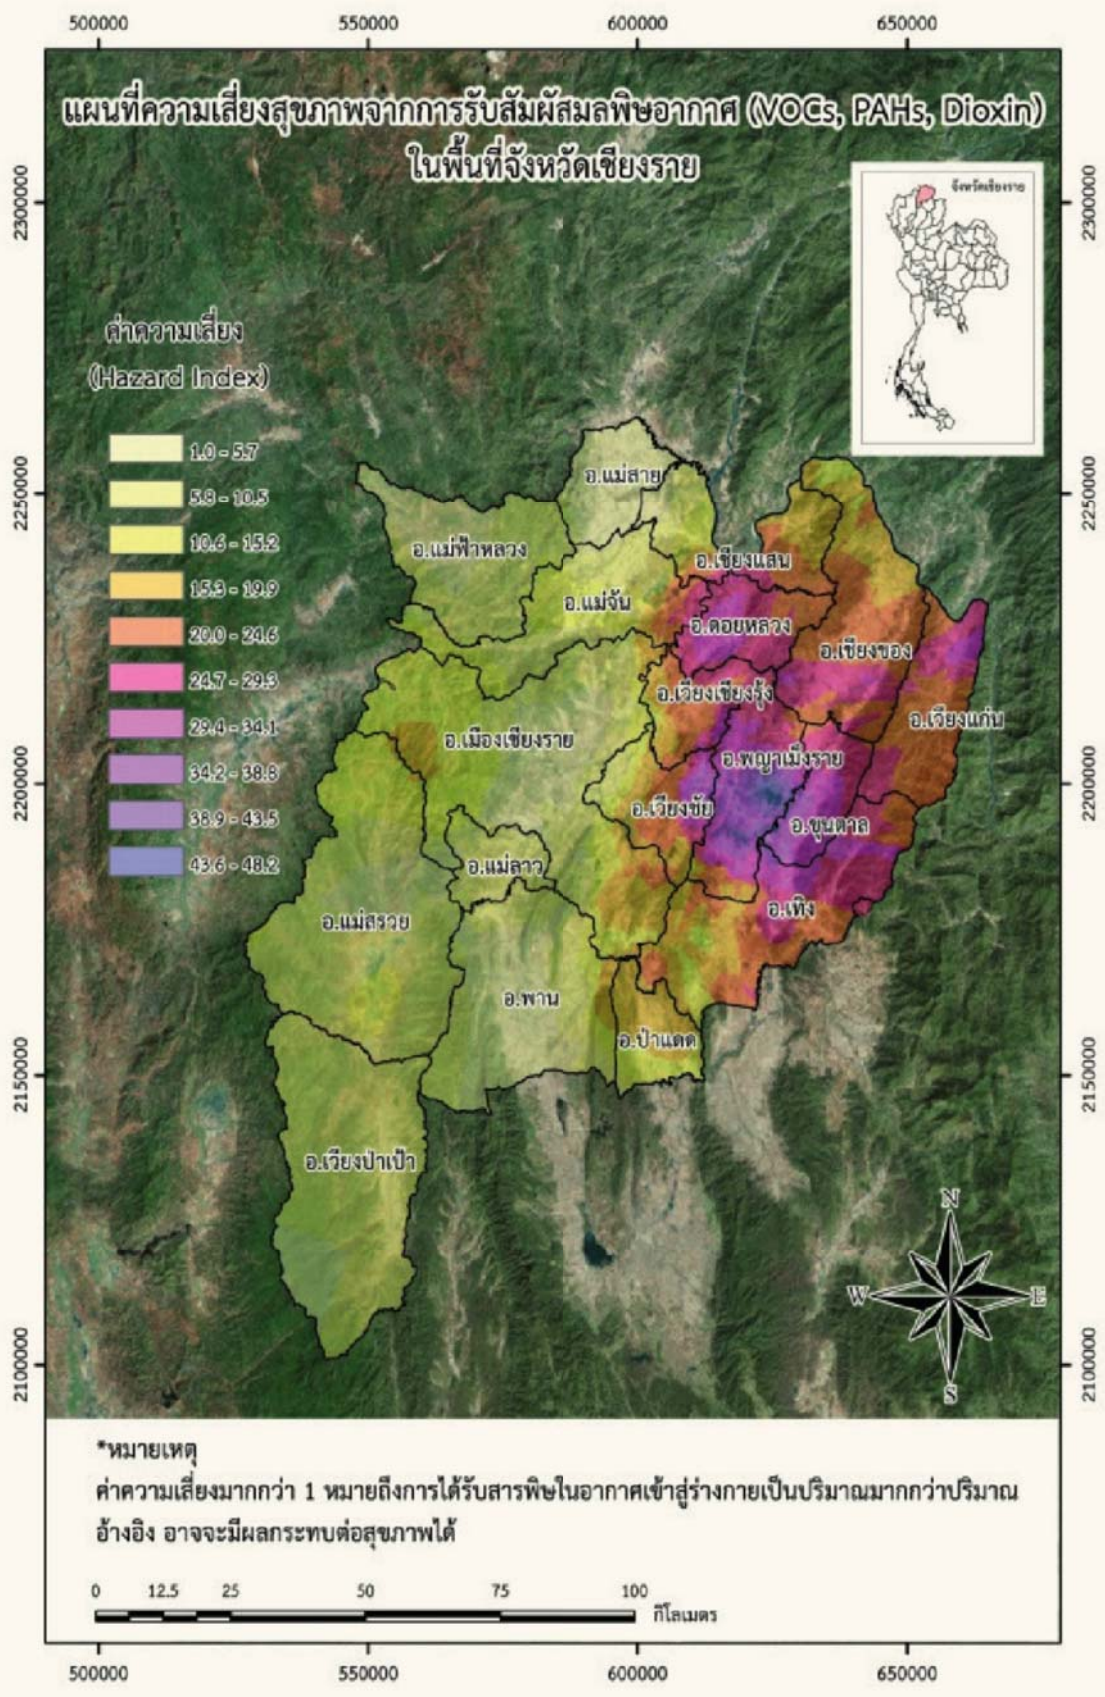 500000 550000 600000 650000
แผนที่ความเสี่ยงสุขภาพจากการรับสัมผัสมลพิษอากาศ (VOCs, PAHs, Dioxin)
ในพื้นที่จังหวัดเชียงราย
จังหวัดเชียงราย
2300000 2300000
ค่าความเสี่ยง
(Hazard Index)
1.0 - 5.7
5.8 - 10.5
10.6 - 15.2
15.3 - 19.9
20.0 - 24.6
24.7 - 29.3
29.4 - 34.1
34.2 - 38.8
38.9 - 43.5
43.6 - 48.2
2250000 2250000
อ.แม่สาย
อ.แม่ฟ้าหลวง
อ.เชียงแสน
อ.แม่จัน
อ.ดอยหลวง
อ.เชียงของ
อ.เวียงเชียงรุ้ง
อ.เวียงแก่น
อ.เมืองเชียงราย
อ.พญาเม็งราย
2200000 2200000
อ.เวียงชัย
อ.ขุนตาล
อ.แม่ลาว
อ.เทิง
อ.แม่สรวย
อ.พาน
อ.ป่าแดด
2150000 2150000
อ.เวียงป่าเป้า
N
W E
S
2100000 2100000
*หมายเหตุ
ค่าความเสี่ยงมากกว่า 1 หมายถึงการได้รับสารพิษในอากาศเข้าสู่ร่างกายเป็นปริมาณมากกว่าปริมาณ
อ้างอิง อาจจะมีผลกระทบต่อสุขภาพได้
0 12.5 25 50 75 100
กิโลเมตร
500000 550000 600000 650000